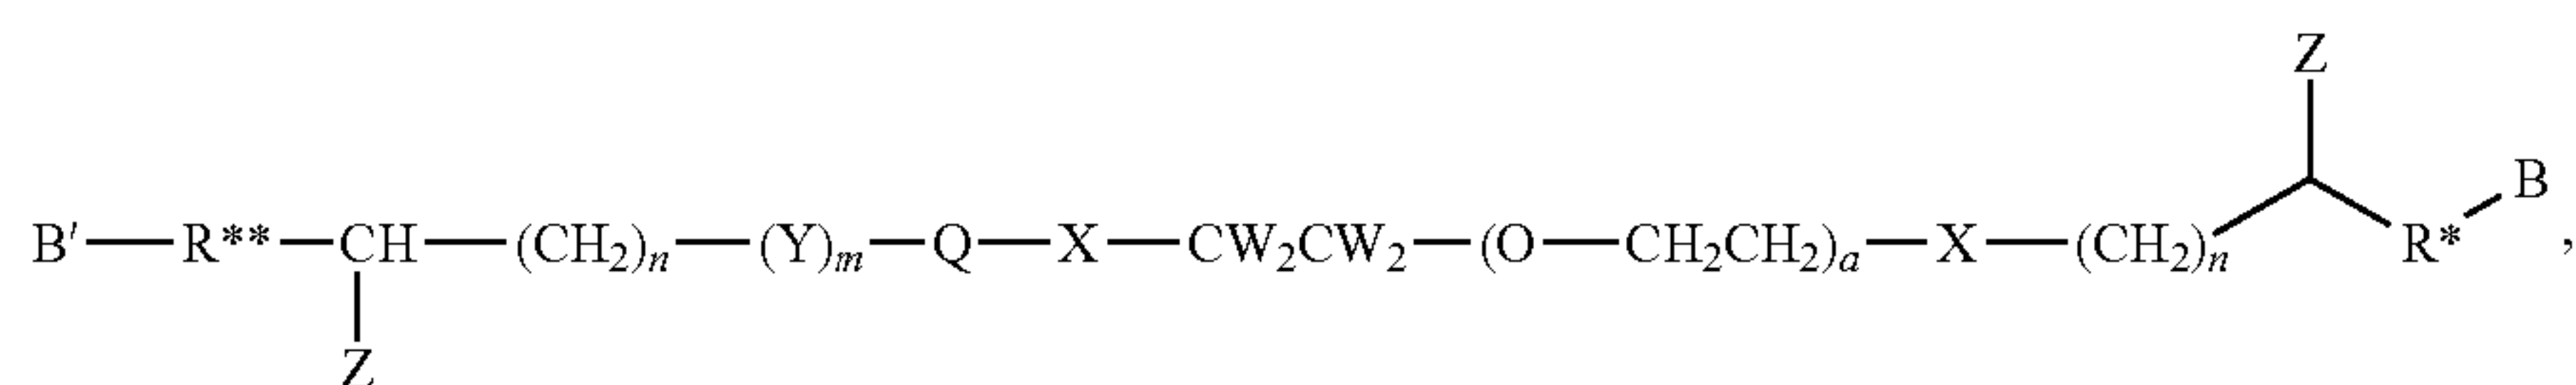 Z
B
B′—R**—CH—(CH₂)ₙ—(Y)ₘ—Q—X—CW₂CW₂—(O—CH₂CH₂)ₐ—X—(CH₂)ₙ R* ,
Z